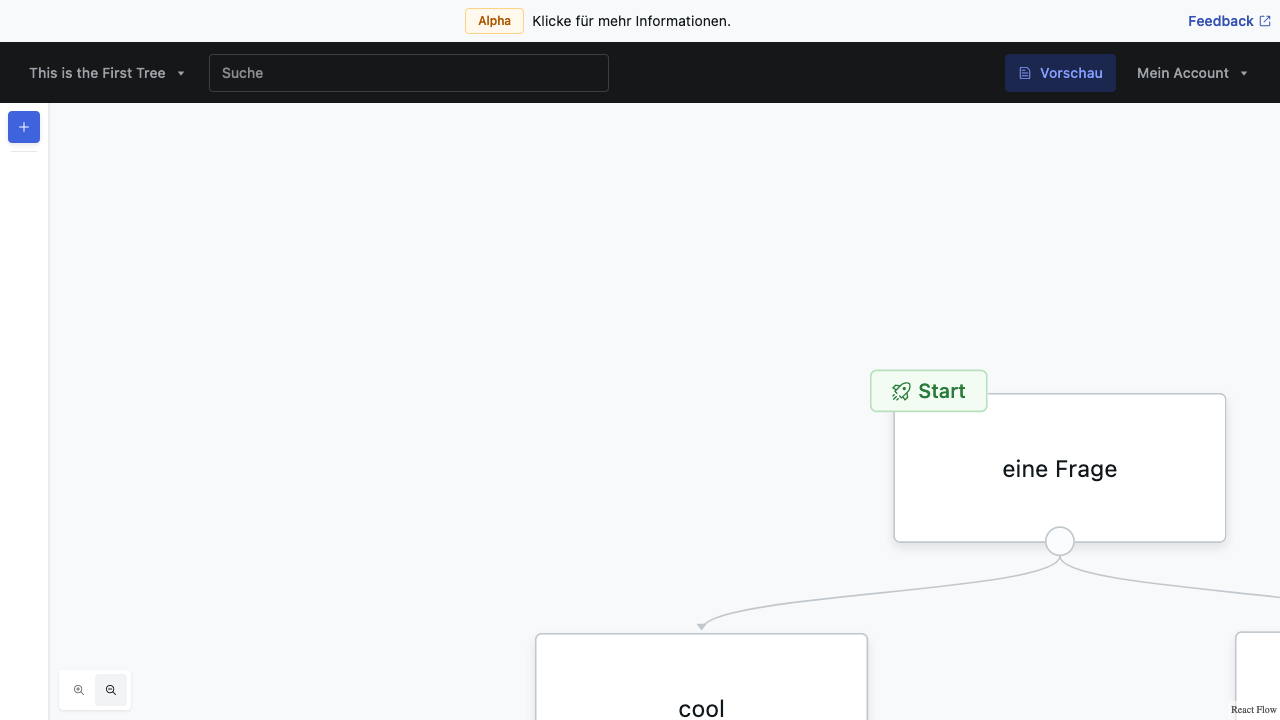 Alpha Klicke für mehr Informationen.
Feedback
This is the First Tree
Suche
Vorschau
Mein Account
Start
eine Frage
cool
React Flow